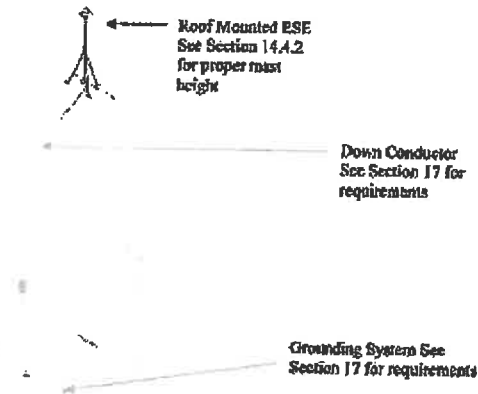 Roof Mounted ESE
See Section 14.4.2
for proper mast
height
Down Conductor
See Section 17 for
requirements
Grounding System See
Section 17 for requirements